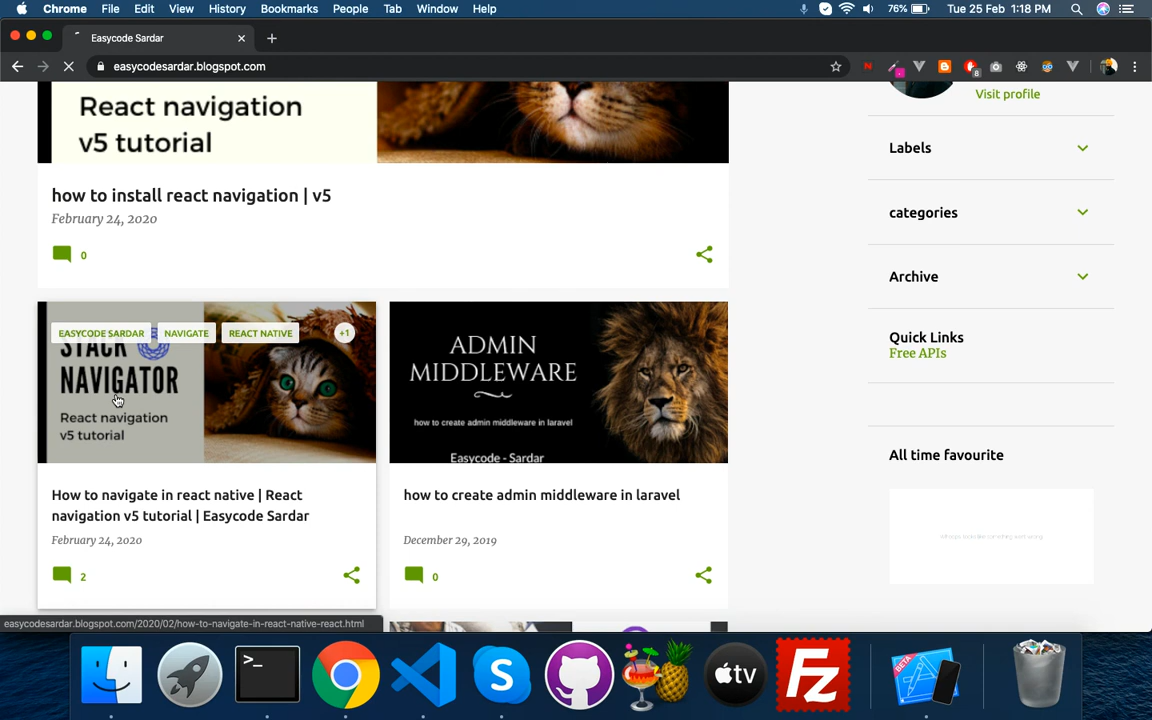 Chrome File Edit View History Bookmarks People Tab Window Help 76% Tue 25 Feb 1:18 PM
Easycode Sardar
easycodesardar.blogspot.com
8
React navigation
v5 tutorial
Visit profile
Labels
how to install react navigation | v5
February 24, 2020
categories
0
Archive
EASYCODE SARDAR NAVIGATE REACT NATIVE +1
STACK
NAVIGATOR
React navigation
v5 tutorial
ADMIN
MIDDLEWARE
how to create admin middleware in laravel
Easycode - Sardar
Quick Links
Free APIs
All time favourite
How to navigate in react native | React
navigation v5 tutorial | Easycode Sardar
February 24, 2020
2
how to create admin middleware in laravel
December 29, 2019
0
easycodesardar.blogspot.com/2020/02/how-to-navigate-in-react-native-react.html
>_
S
tv
Fz
BETA